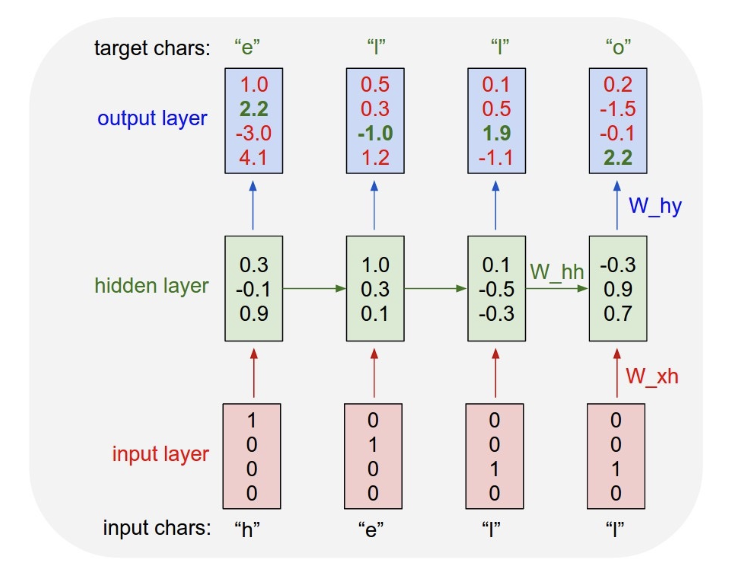 target chars: “e” “l” “l” “o”
output layer
1.0 0.5 0.1 0.2
2.2 0.3 0.5 -1.5
-3.0 -1.0 1.9 -0.1
4.1 1.2 -1.1 2.2
W_hy
hidden layer
0.3 1.0 0.1 -0.3
-0.1 0.3 -0.5 0.9
0.9 0.1 -0.3 0.7
W_hh
W_xh
input layer
1 0 0 0
0 1 0 0
0 0 1 1
0 0 0 0
input chars: “h” “e” “l” “l”